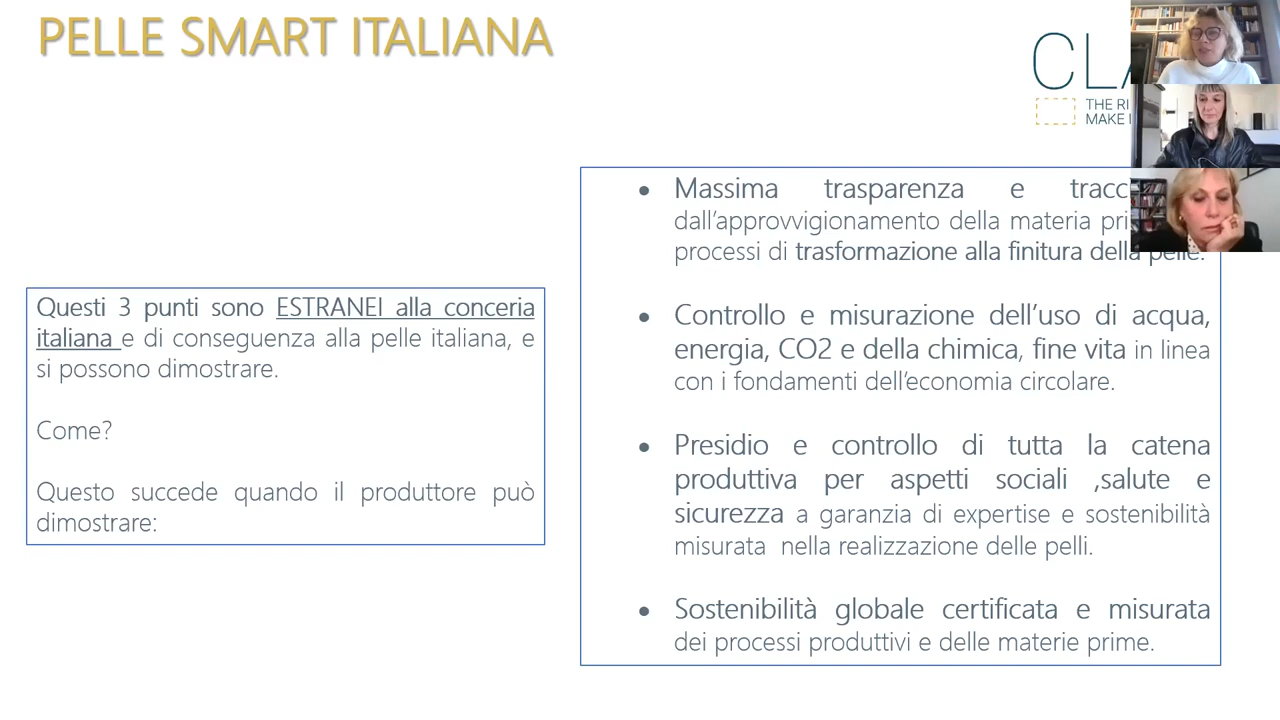 PELLE SMART ITALIANA
THE
MAKE
Questi 3 punti sono ESTRANEI alla conceria
italiana e di conseguenza alla pelle italiana, e
si possono dimostrare.
Come?
Questo succede quando il produttore può
dimostrare:
• Massima trasparenza e
dall’approvvigionamento della materia
processi di trasformazione alla finitura della pelle.
• Controllo e misurazione dell’uso di acqua,
energia, CO2 e della chimica, fine vita in linea
con i fondamenti dell’economia circolare.
• Presidio e controllo di tutta la catena
produttiva per aspetti sociali ,salute e
sicurezza a garanzia di expertise e sostenibilità
misurata nella realizzazione delle pelli.
• Sostenibilità globale certificata e misurata
dei processi produttivi e delle materie prime.